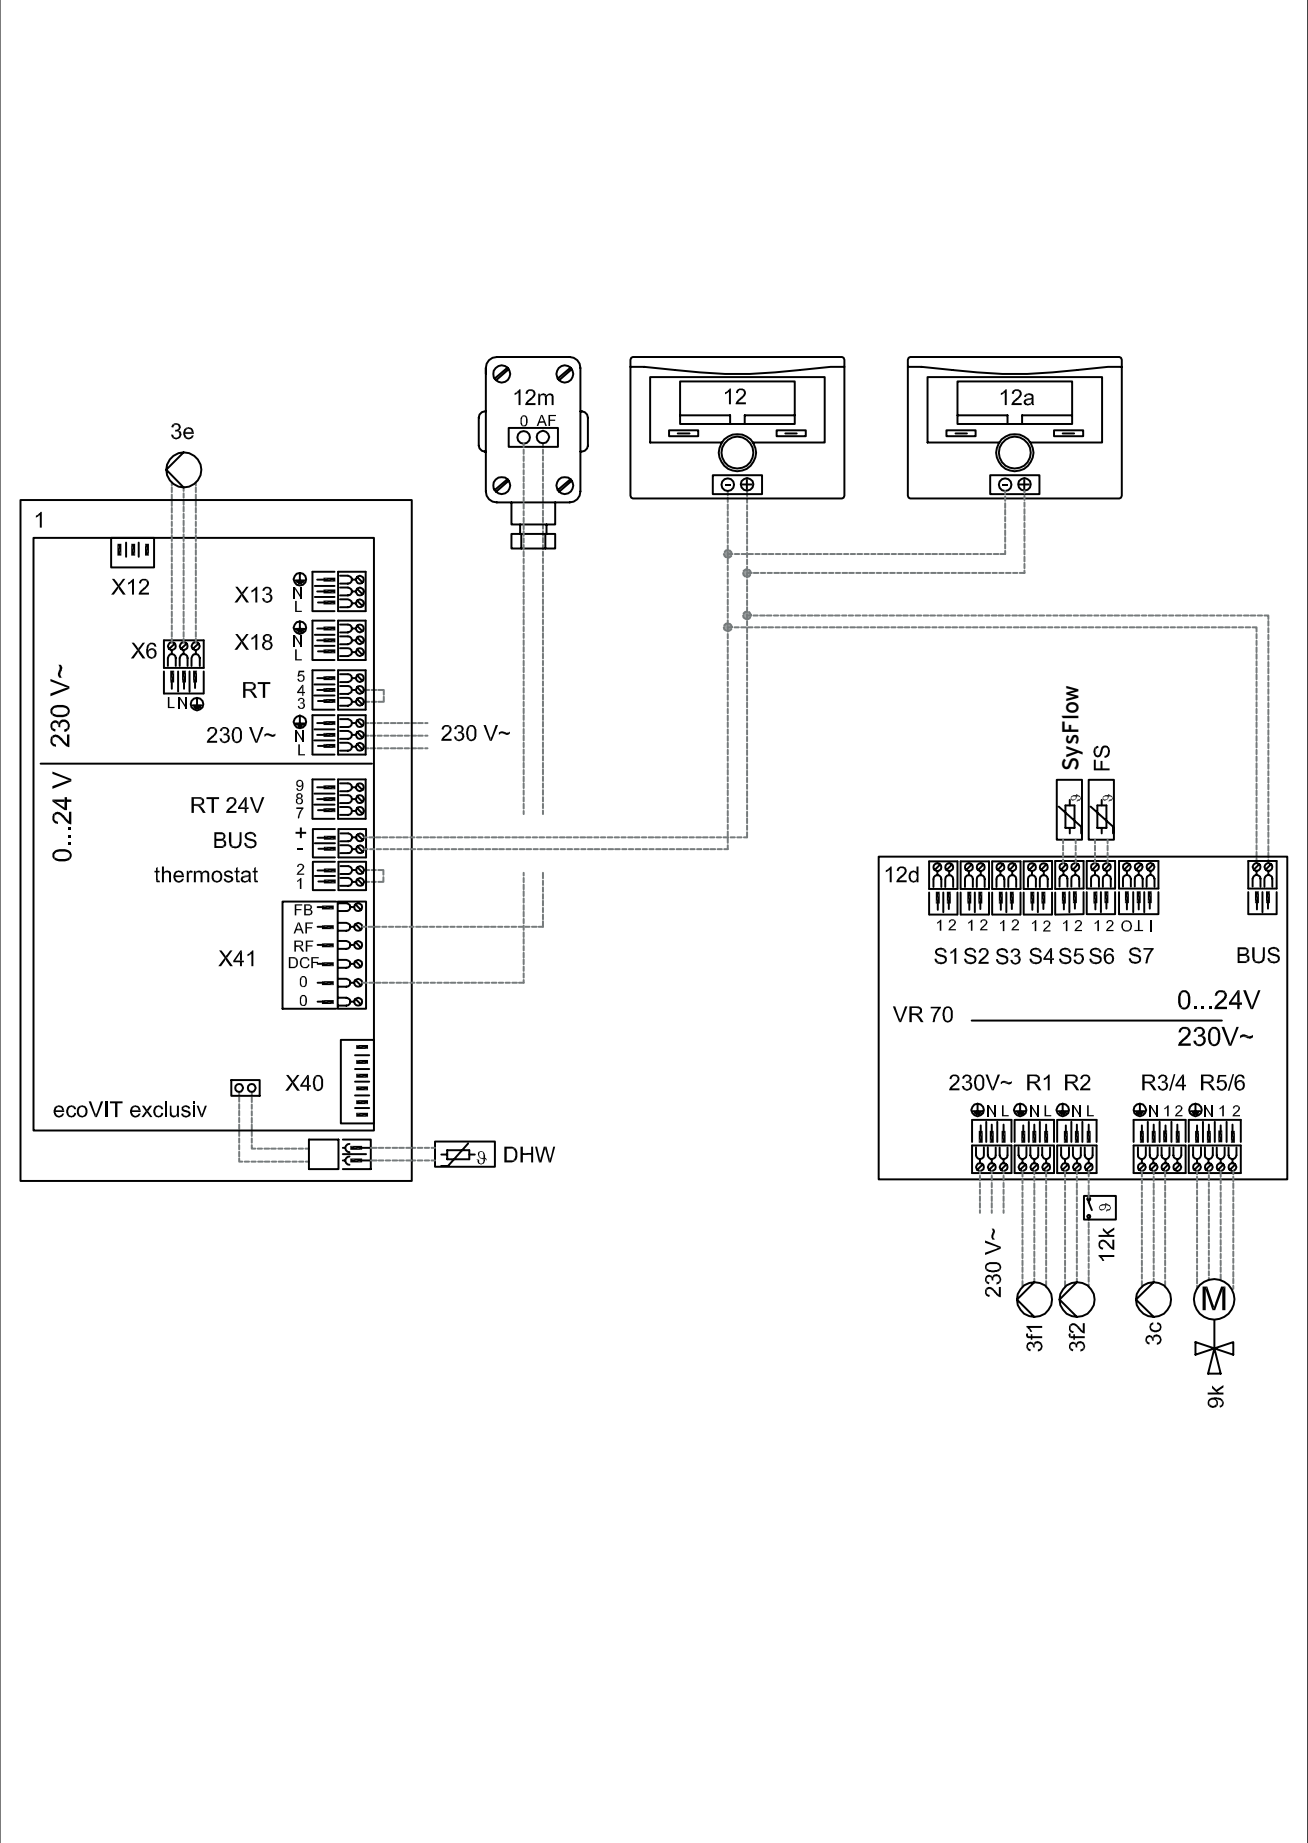 12m
0 AF
12
12a
3e
1
X12
X13
N
L
X6
X18
N
L
L N
RT
5
4
3
230 V~
230 V~
N
L
230 V~
0...24 V
RT 24V
9
8
7
BUS
+
-
thermostat
2
1
X41
FB
AF
RF
DCF
0
0
X40
ecoVIT exclusiv
DHW
ϑ
SysFlow
FS
ϑ
ϑ
12d
1 2
1 2
1 2
1 2
1 2
1 2
O T I
S1 S2 S3 S4 S5 S6 S7
BUS
VR 70
0...24V
230V~
230V~ R1 R2 R3/4 R5/6
N L
N L
N L
N 1 2
N 1 2
ϑ
12k
230 V~
3f1
3f2
3c
M
9k